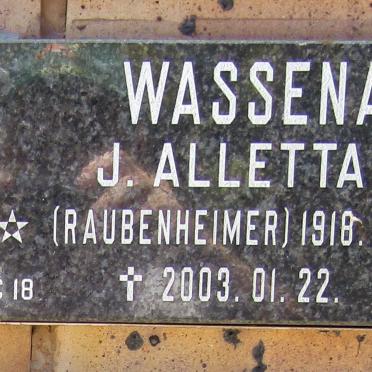 WASSENA
J. ALLETTA
☆ (RAUBENHEIMER) 1918.
C 18 ✝ 2003. 01. 22.